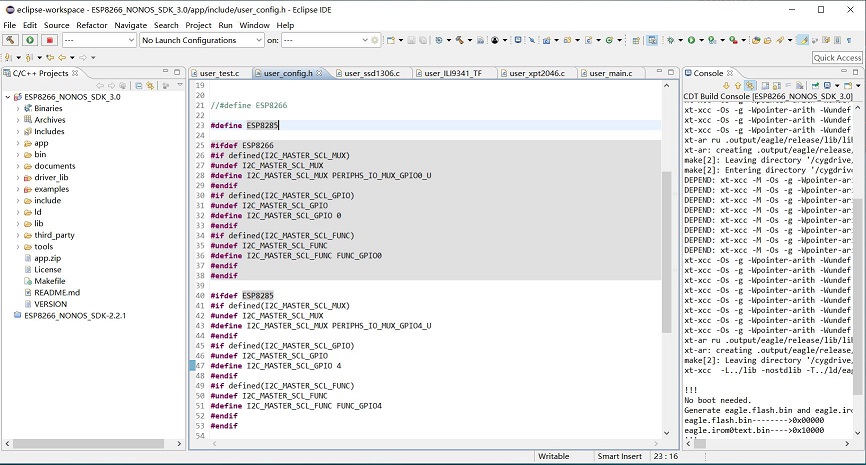 eclipse-workspace - ESP8266_NONOS_SDK_3.0/app/include/user_config.h - Eclipse IDE
File Edit Source Refactor Navigate Search Project Run Window Help
--- No Launch Configurations on: ---
Quick Access
C/C++ Projects
ESP8266_NONOS_SDK_3.0
Binaries
Archives
Includes
app
bin
documents
driver_lib
examples
include
ld
lib
third_party
tools
app.zip
License
Makefile
README.md
VERSION
ESP8266_NONOS_SDK-2.2.1
user_test.c user_config.h user_ssd1306.c user_ILI9341_TF user_xpt2046.c user_main.c
19
20
21 //#define ESP8266
22
23 #define ESP8285
24
25 #ifdef ESP8266
26 #if defined(I2C_MASTER_SCL_MUX)
27 #undef I2C_MASTER_SCL_MUX
28 #define I2C_MASTER_SCL_MUX PERIPHS_IO_MUX_GPIO0_U
29 #endif
30 #if defined(I2C_MASTER_SCL_GPIO)
31 #undef I2C_MASTER_SCL_GPIO
32 #define I2C_MASTER_SCL_GPIO 0
33 #endif
34 #if defined(I2C_MASTER_SCL_FUNC)
35 #undef I2C_MASTER_SCL_FUNC
36 #define I2C_MASTER_SCL_FUNC FUNC_GPIO0
37 #endif
38 #endif
39
40 #ifdef ESP8285
41 #if defined(I2C_MASTER_SCL_MUX)
42 #undef I2C_MASTER_SCL_MUX
43 #define I2C_MASTER_SCL_MUX PERIPHS_IO_MUX_GPIO4_U
44 #endif
45 #if defined(I2C_MASTER_SCL_GPIO)
46 #undef I2C_MASTER_SCL_GPIO
47 #define I2C_MASTER_SCL_GPIO 4
48 #endif
49 #if defined(I2C_MASTER_SCL_FUNC)
50 #undef I2C_MASTER_SCL_FUNC
51 #define I2C_MASTER_SCL_FUNC FUNC_GPIO4
52 #endif
53 #endif
54
Console
CDT Build Console [ESP8266_NONOS_SDK_3.0]
xt-xcc -Os -g -Wpointer-arith -Wundef
xt-xcc -Os -g -Wpointer-arith -Wundef
xt-xcc -Os -g -Wpointer-arith -Wundef
xt-ar ru .output/eagle/release/lib/li
xt-ar: creating .output/eagle/release,
make[2]: Leaving directory '/cygdrive,
make[2]: Entering directory '/cygdriv
DEPEND: xt-xcc -M -Os -g -Wpointer-ar
DEPEND: xt-xcc -M -Os -g -Wpointer-ar
DEPEND: xt-xcc -M -Os -g -Wpointer-ar
DEPEND: xt-xcc -M -Os -g -Wpointer-ar
DEPEND: xt-xcc -M -Os -g -Wpointer-ar
DEPEND: xt-xcc -M -Os -g -Wpointer-ar
DEPEND: xt-xcc -M -Os -g -Wpointer-ar
xt-xcc -Os -g -Wpointer-arith -Wundef
xt-xcc -Os -g -Wpointer-arith -Wundef
xt-xcc -Os -g -Wpointer-arith -Wundef
xt-xcc -Os -g -Wpointer-arith -Wundef
xt-xcc -Os -g -Wpointer-arith -Wundef
xt-xcc -Os -g -Wpointer-arith -Wundef
xt-xcc -Os -g -Wpointer-arith -Wundef
xt-ar ru .output/eagle/release/lib/li
xt-ar: creating .output/eagle/release,
make[2]: Leaving directory '/cygdrive
xt-xcc -L../lib -nostdlib -T../ld/eag
!!!
No boot needed.
Generate eagle.flash.bin and eagle.iro
eagle.flash.bin-------->0x00000
eagle.irom0text.bin---->0x10000
!!!
Writable Smart Insert 23 : 16